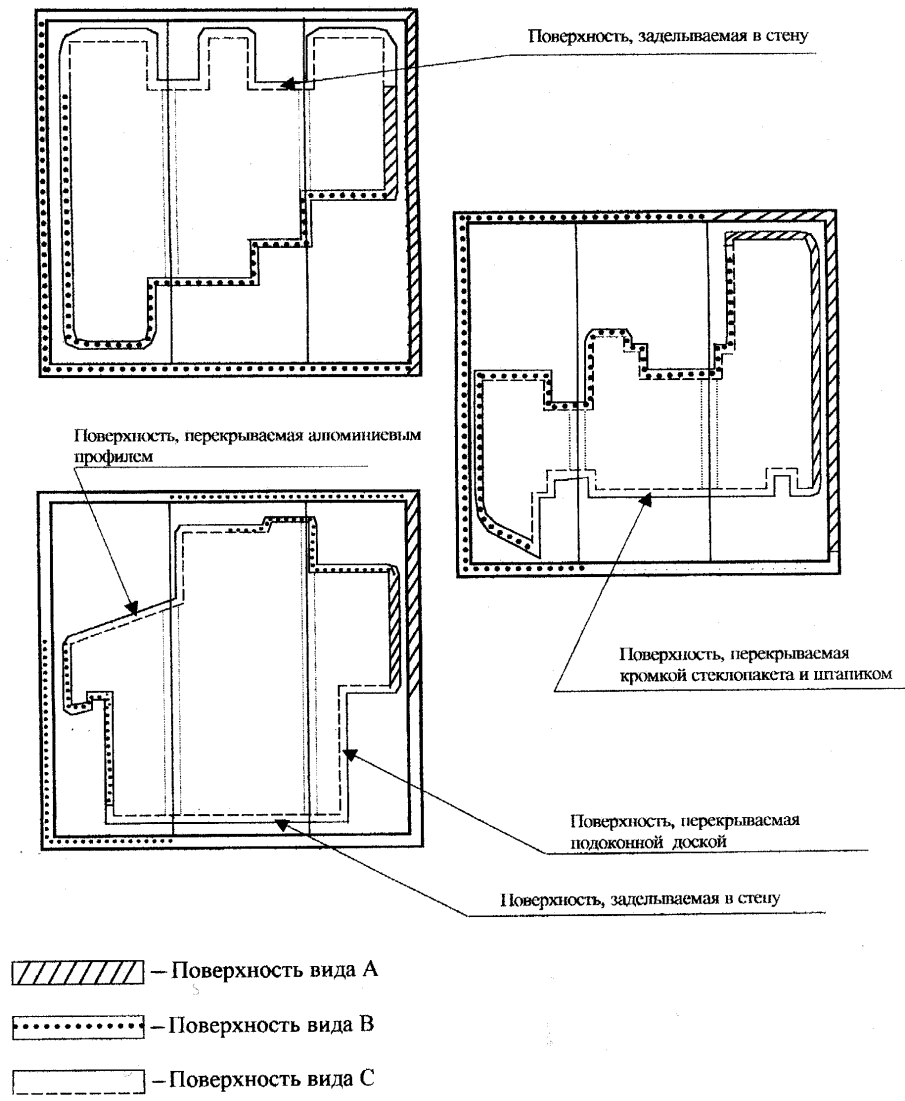 Поверхность, заделываемая в стену
Поверхность, перекрываемая алюминиевым
профилем
Поверхность, перекрываемая
кромкой стеклопакета и штапиком
Поверхность, перекрываемая
подоконной доской
Поверхность, заделываемая в стену
– Поверхность вида А
– Поверхность вида В
– Поверхность вида С